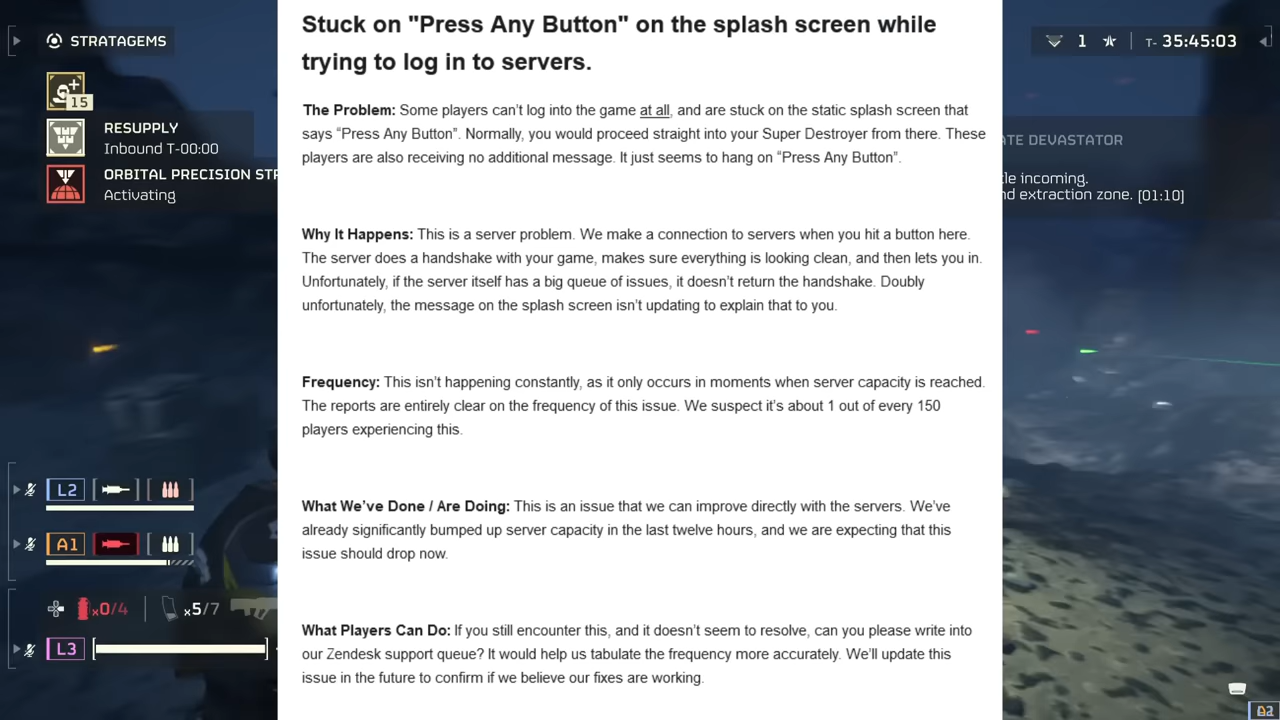 STRATAGEMS
15
RESUPPLY
Inbound T-00:00
ORBITAL PRECISION
Activating
L2
A1
x0/4
x5/7
L3
Stuck on "Press Any Button" on the splash screen while
trying to log in to servers.
The Problem: Some players can't log into the game at all, and are stuck on the static splash screen that
says “Press Any Button”. Normally, you would proceed straight into your Super Destroyer from there. These
players are also receiving no additional message. It just seems to hang on “Press Any Button”.
Why It Happens: This is a server problem. We make a connection to servers when you hit a button here.
The server does a handshake with your game, makes sure everything is looking clean, and then lets you in.
Unfortunately, if the server itself has a big queue of issues, it doesn’t return the handshake. Doubly
unfortunately, the message on the splash screen isn’t updating to explain that to you.
Frequency: This isn’t happening constantly, as it only occurs in moments when server capacity is reached.
The reports are entirely clear on the frequency of this issue. We suspect it’s about 1 out of every 150
players experiencing this.
What We’ve Done / Are Doing: This is an issue that we can improve directly with the servers. We’ve
already significantly bumped up server capacity in the last twelve hours, and we are expecting that this
issue should drop now.
What Players Can Do: If you still encounter this, and it doesn’t seem to resolve, can you please write into
our Zendesk support queue? It would help us tabulate the frequency more accurately. We’ll update this
issue in the future to confirm if we believe our fixes are working.
1
T- 35:45:03
DEVASTATOR
incoming.
extraction zone. [01:10]